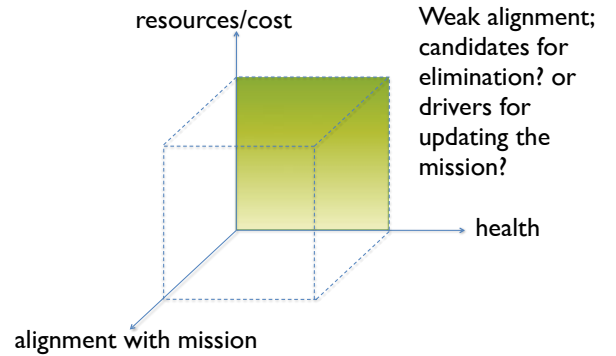 resources/cost
Weak alignment;
candidates for
elimination? or
drivers for
updating the
mission?
health
alignment with mission